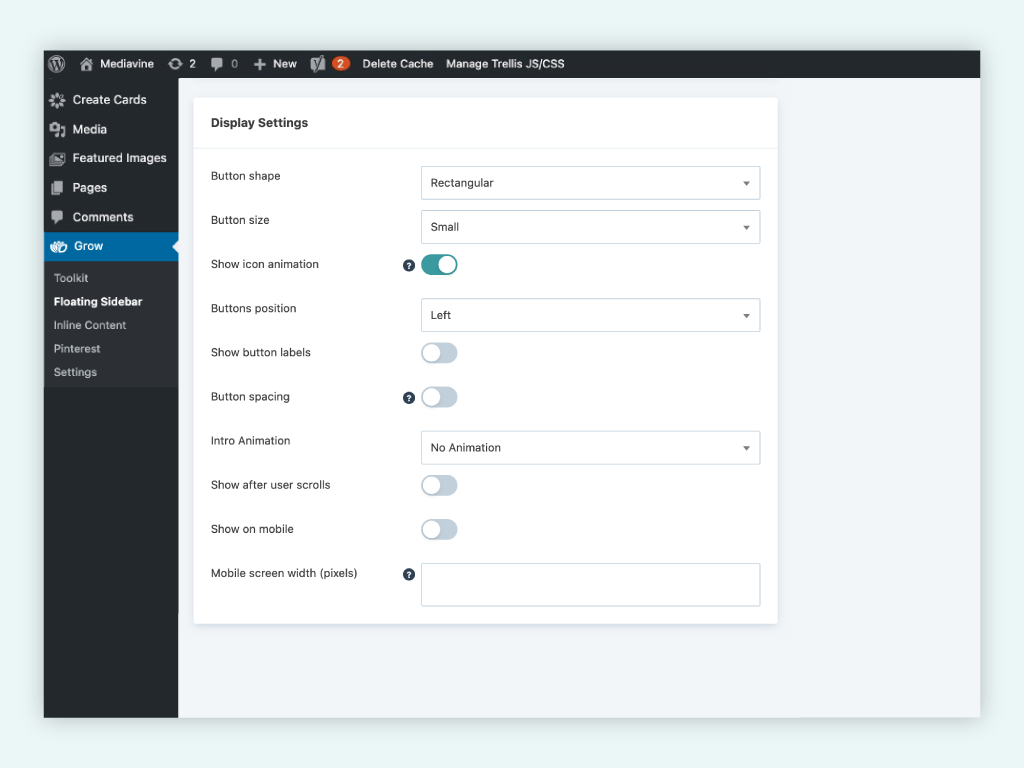 Mediavine 2 0 New 2 Delete Cache Manage Trellis JS/CSS
Create Cards
Media
Featured Images
Pages
Comments
Grow
Toolkit
Floating Sidebar
Inline Content
Pinterest
Settings
Display Settings
Button shape
Rectangular
Button size
Small
Show icon animation ?
Buttons position
Left
Show button labels
Button spacing ?
Intro Animation
No Animation
Show after user scrolls
Show on mobile
Mobile screen width (pixels) ?